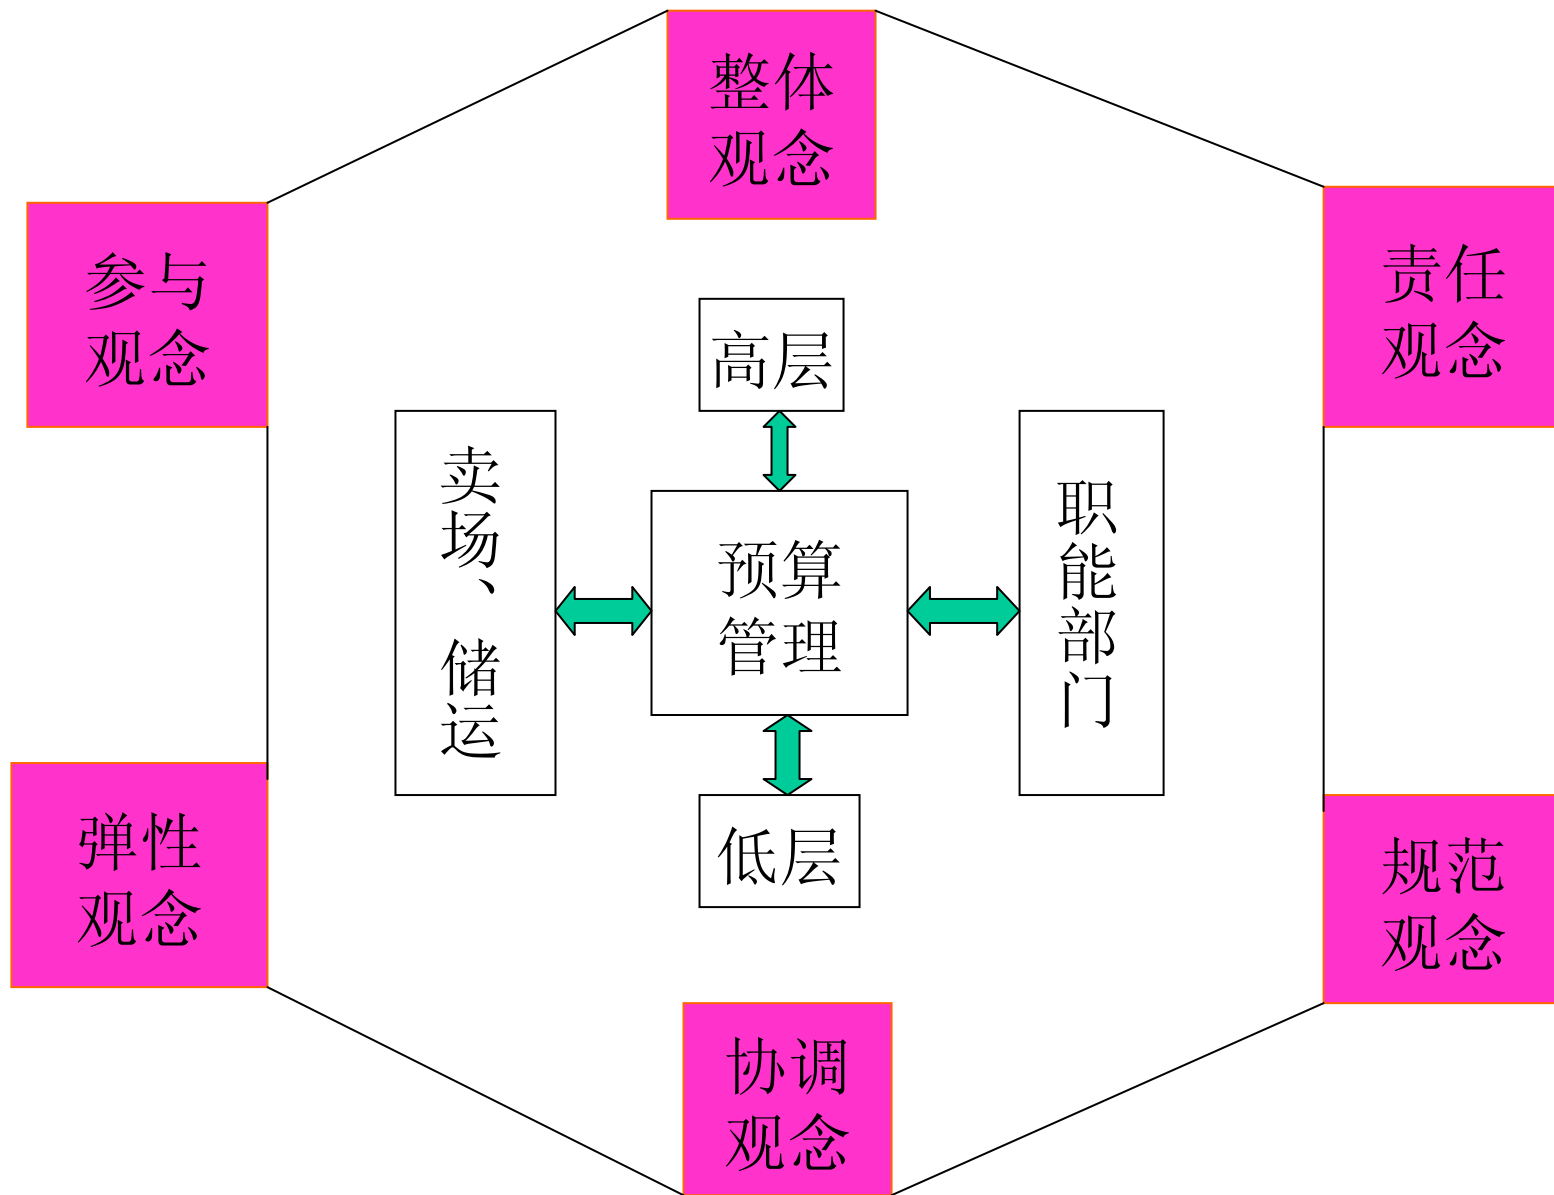 整体
观念
参与
观念
责任
观念
高层
卖场、储运
预算
管理
职能部门
低层
弹性
观念
规范
观念
协调
观念